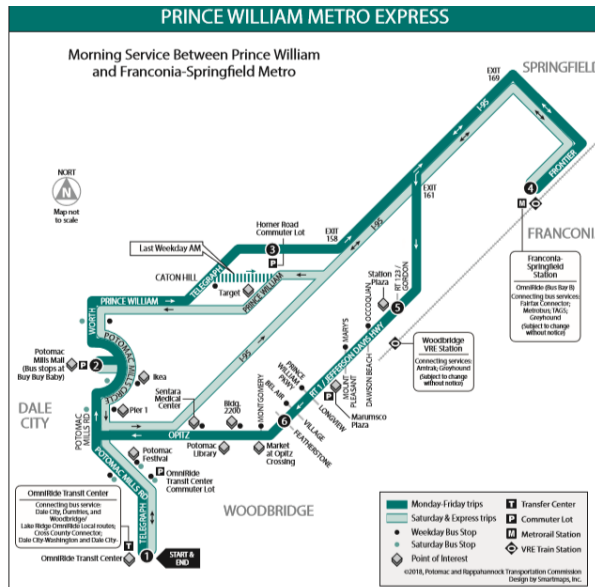 PRINCE WILLIAM METRO EXPRESS
Morning Service Between Prince William
and Franconia-Springfield Metro
SPRINGFIELD
EXIT
169
I-95
FRONTIER
NORT
N
Map not
to scale
4
M
EXIT
161
FRANCONI
Horner Road
Commuter Lot
3
P
EXIT
158
I-95
Last Weekday AM
CATON HILL
TELEGRAPH
Target
PRINCE WILLIAM
PRINCE WILLIAM
Franconia-
Springfield
Station
OmniRide (Bus Bay B)
Connecting bus services:
Fairfax Connector;
Metrobus; TAGS;
Greyhound
(Subject to change
without notice)
Station
Plaza
RT 123 /
GORDON
5
OCCOQUAN
WORTH
POTOMAC MILLS CIRCLE
I-95
Potomac
Mills Mall
(Bus stops at
Buy Buy Baby)
P
2
Ikea
MARY'S
RT 1 / JEFFERSON DAVIS HWY
Woodbridge
VRE Station
Connecting services:
Amtrak; Greyhound
(Subject to change
without notice)
PRINCE
WILLIAM
PKWY
MOUNT
PLEASANT
DAWSON BEACH
DALE
CITY
POTOMAC
MILLS RD
Pier 1
Sentara
Medical
Center
Bldg.
2200
MONTGOMERY
BEL AIR
P
Marumsco
Plaza
LONGVIEW
VILLAGE
FEATHERSTONE
6
OPITZ
Potomac
Library
Market
at Opitz
Crossing
Potomac
Festival
P
OmniRide
Transit Center
Commuter Lot
POTOMAC MILLS RD
WOODBRIDGE
OmniRide Transit Center
Connecting bus service:
Dale City, Dumfries, and
Woodbridge/
Lake Ridge OmniRide Local routes;
Cross County Connector;
Dale City-Washington and Dale City-
TELEGRAPH
T
OmniRide Transit Center
1
START &
END
Monday-Friday trips
Saturday & Express trips
Weekday Bus Stop
Saturday Bus Stop
Point of Interest
T Transfer Center
P Commuter Lot
M Metrorail Station
VRE Train Station
©2018, Potomac and Rappahannock Transportation Commission
Design by Smartmaps, Inc.